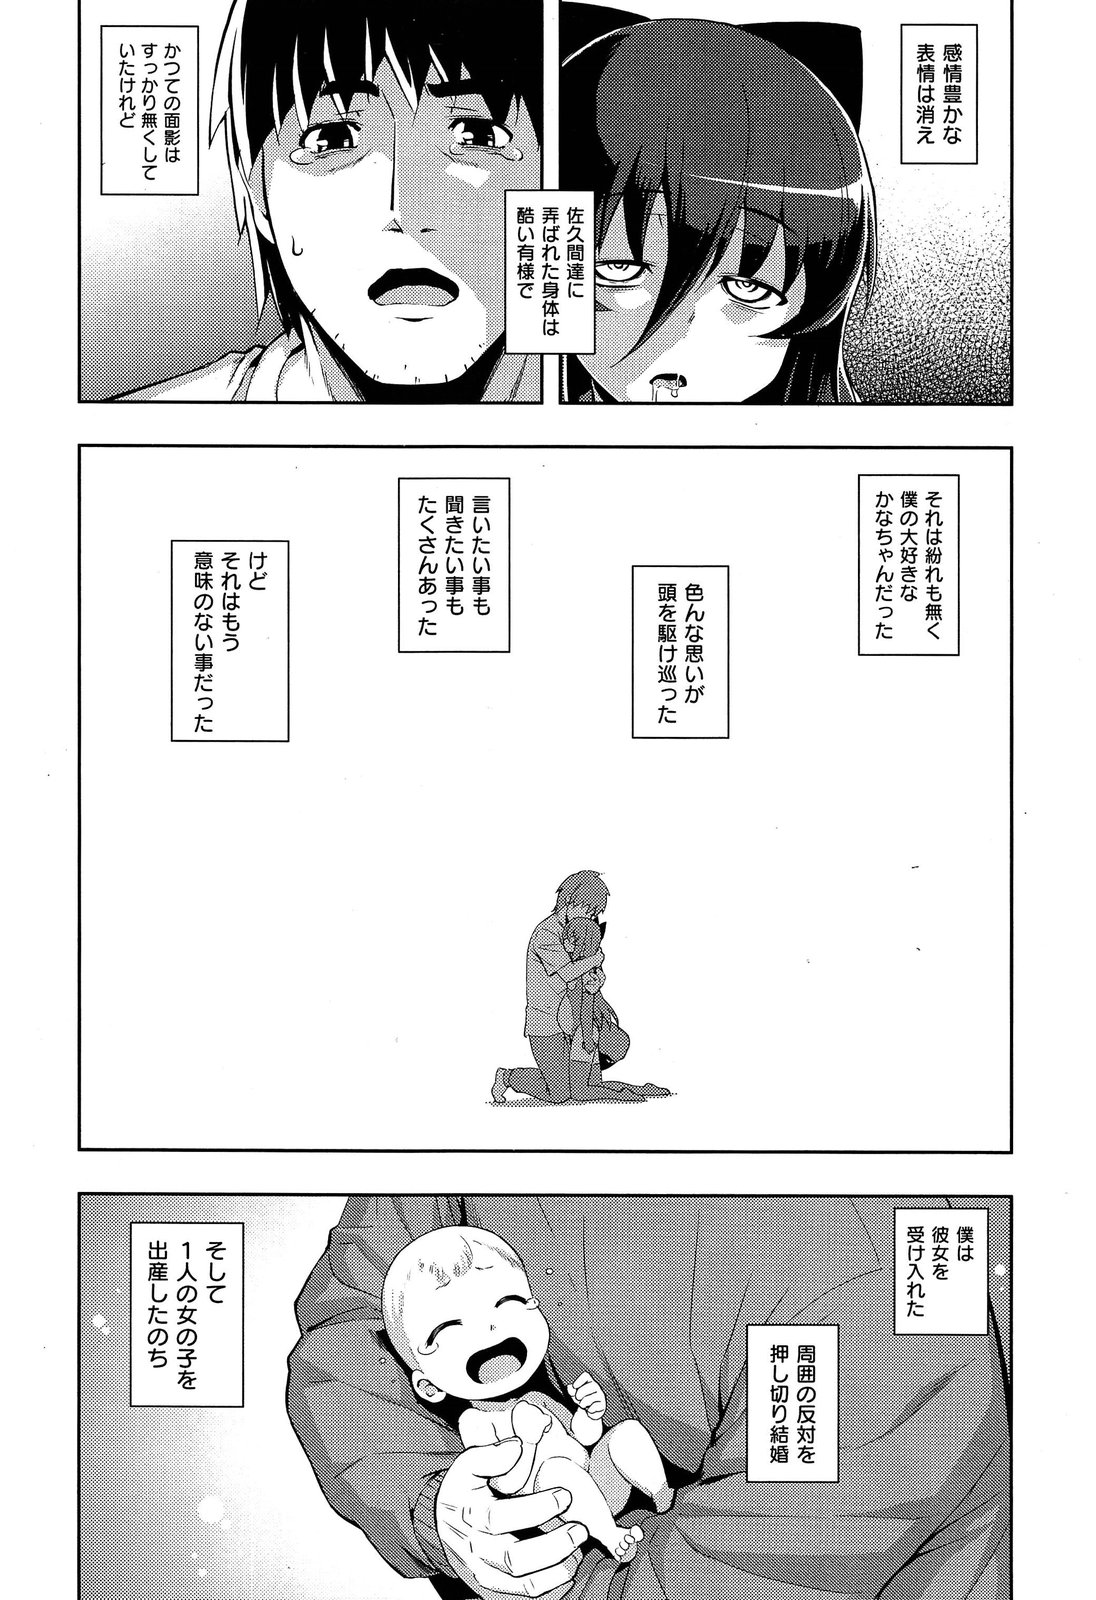 感情豊かな
表情は消え
佐久間達に
弄ばれた身体は
酷い有様で
かつての面影は
すっかり無くして
いたけれど
それは紛れも無く
僕の大好きな
かなちゃんだった
色んな思いが
頭を駆け巡った
言いたい事も
聞きたい事も
たくさんあった
けど
それはもう
意味のない事だった
僕は
彼女を
受け入れた
周囲の反対を
押し切り結婚
そして
1人の女の子を
出産したのち